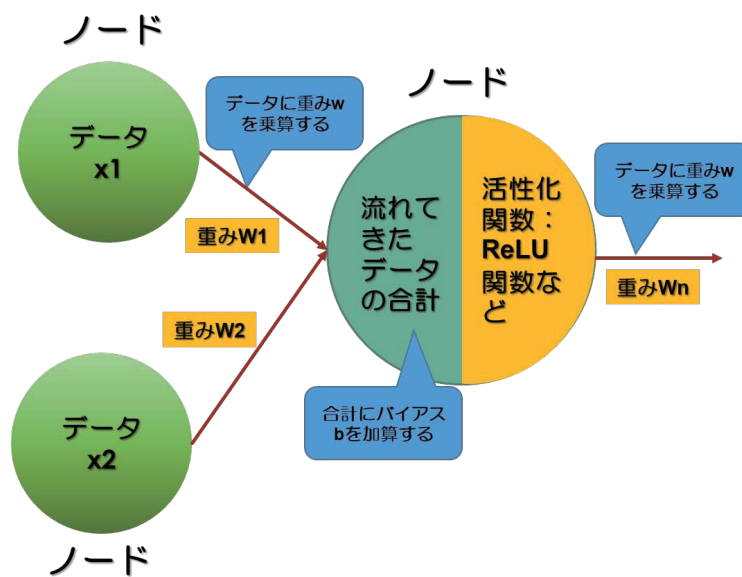 ノード
データ
x1
データに重みw
を乗算する
重みW1
ノード
流れて
きた
データ
の合計
活性化
関数：
ReLU
関数な
ど
データに重みw
を乗算する
重みWn
重みW2
合計にバイアス
bを加算する
データ
x2
ノード